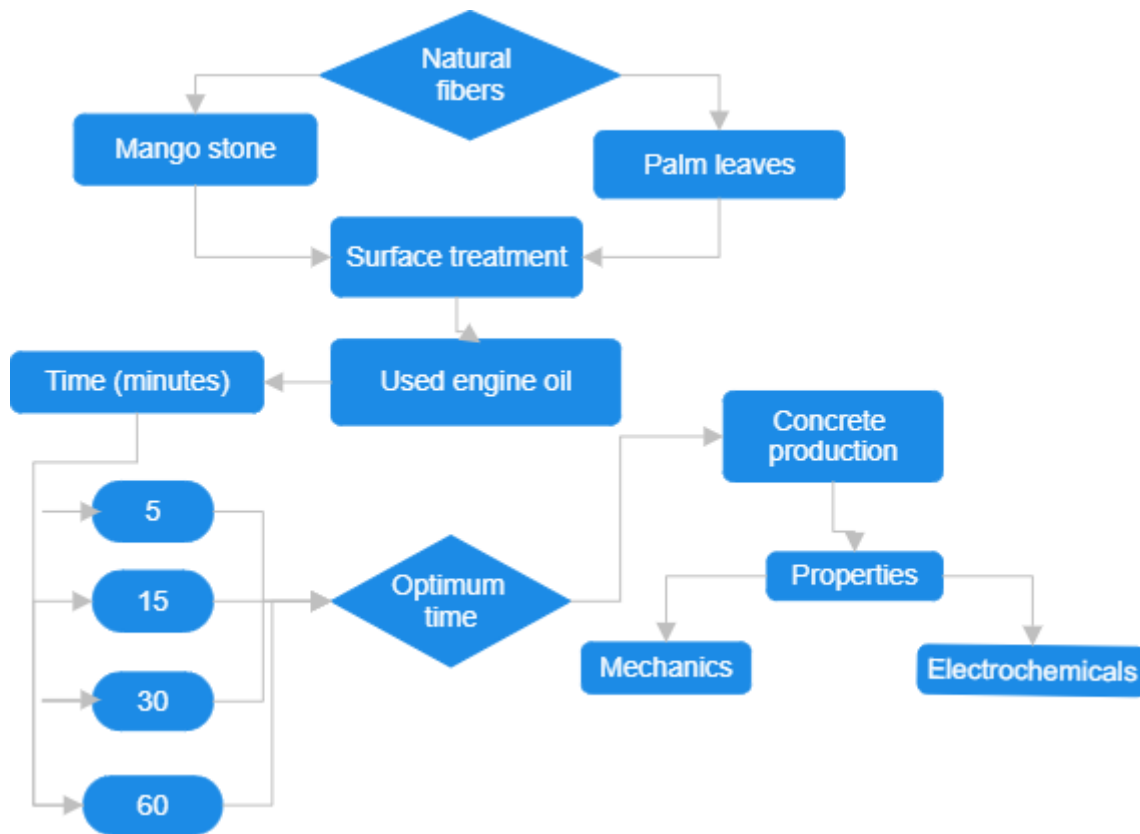 Natural
fibers
Mango stone
Palm leaves
Surface treatment
Time (minutes)
Used engine oil
Concrete
production
5
15
30
60
Optimum
time
Properties
Mechanics
Electrochemicals